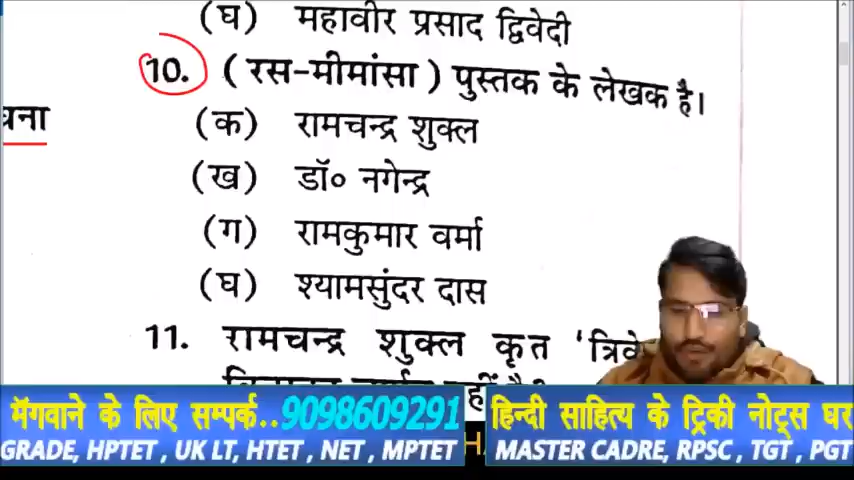 (घ) महावीर प्रसाद द्विवेदी
10. ( रस-मीमांसा ) पुस्तक के लेखक है।
(क) रामचन्द्र शुक्ल
(ख) डॉ० नगेन्द्र
(ग) रामकुमार वर्मा
(घ) श्यामसुंदर दास
11. रामचन्द्र शुक्ल कृत
मॅगवाने के लिए सम्पर्क..9098609291 हिन्दी साहित्य के ट्रिकी नोट्स घर
GRADE, HPTET , UK LT, HTET , NET , MPTET MASTER CADRE, RPSC , TGT , PGT